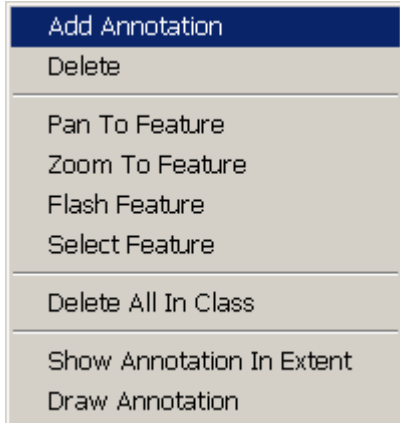 Add Annotation
Delete
Pan To Feature
Zoom To Feature
Flash Feature
Select Feature
Delete All In Class
Show Annotation In Extent
Draw Annotation